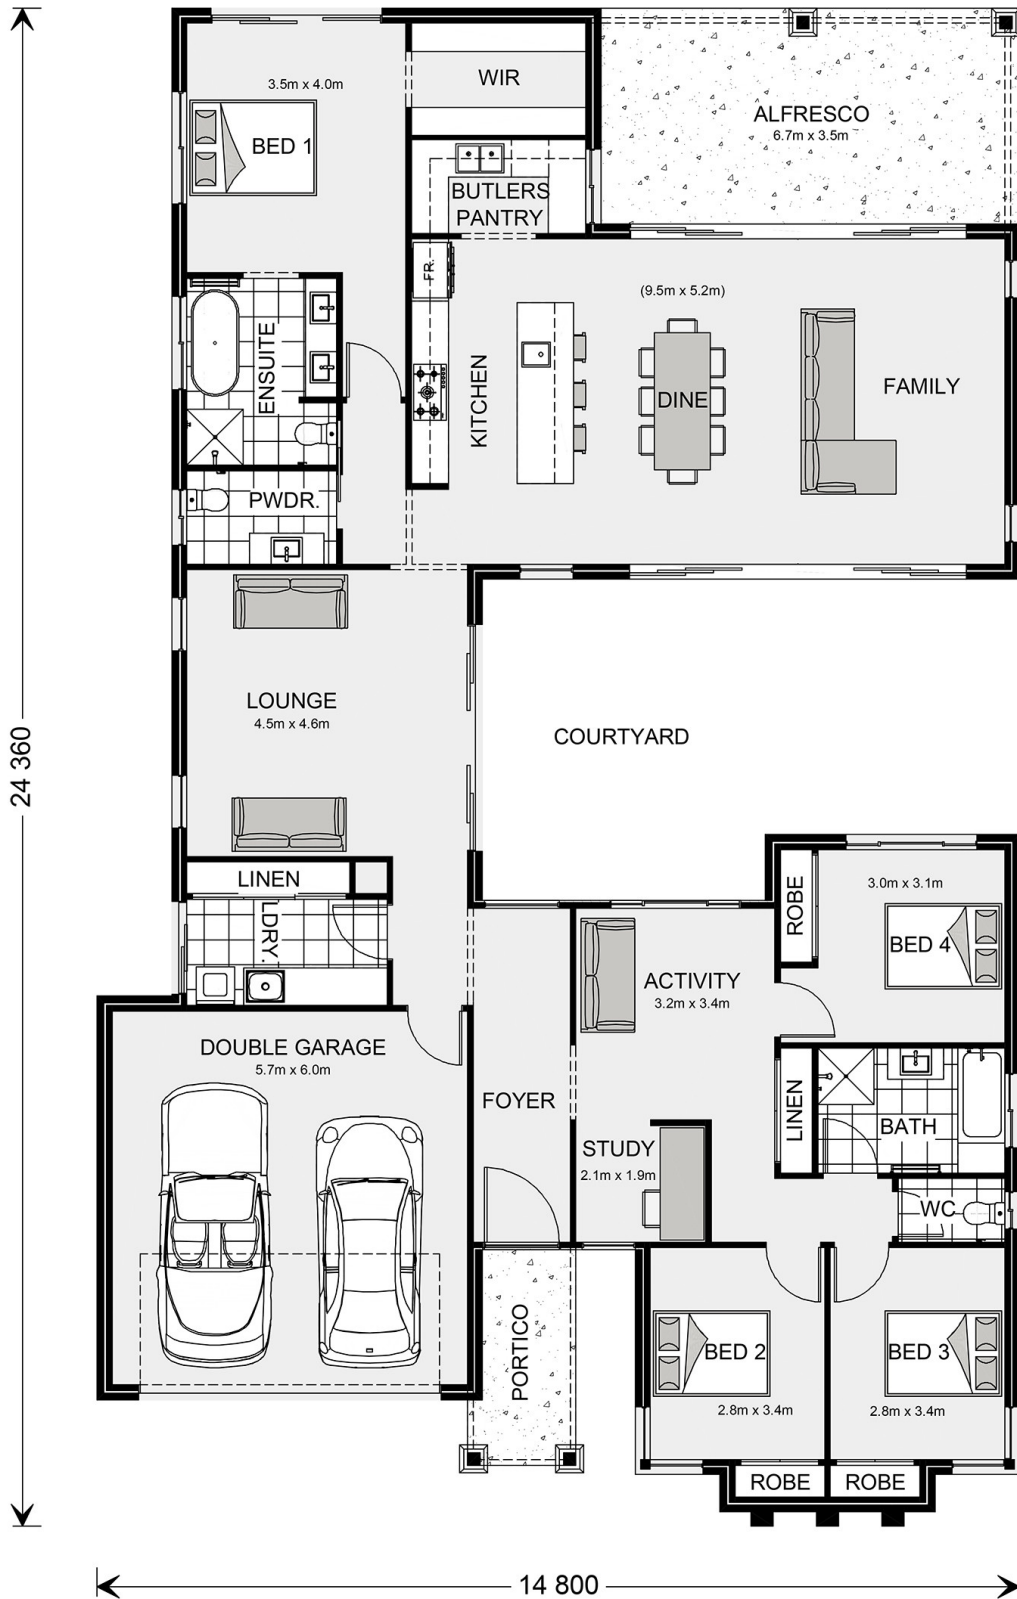 3.5m x 4.0m
BED 1
WIR
ALFRESCO
6.7m x 3.5m
BUTLERS
PANTRY
FR.
KITCHEN
(9.5m x 5.2m)
DINE
FAMILY
ENSUITE
PWDR.
LOUNGE
4.5m x 4.6m
COURTYARD
24 360
LINEN
LDRY.
ROBE
3.0m x 3.1m
BED 4
ACTIVITY
3.2m x 3.4m
DOUBLE GARAGE
5.7m x 6.0m
FOYER
LINEN
BATH
STUDY
2.1m x 1.9m
WC
PORTICO
BED 2
2.8m x 3.4m
BED 3
2.8m x 3.4m
ROBE
ROBE
14 800